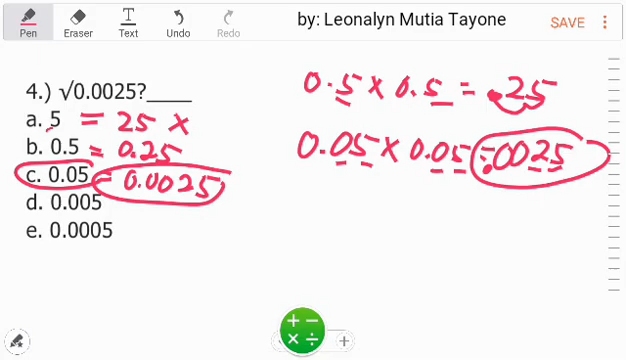 by: Leonalyn Mutia Tayone
SAVE
Pen
Eraser
Text
Undo
Redo
4.) √0.0025?____
a. 5 = 25 x
b. 0.5 = 0.25
c. 0.05 = 0.0025
d. 0.005
e. 0.0005
0.5 x 0.5 = .25
0.05 x 0.05 = .0025